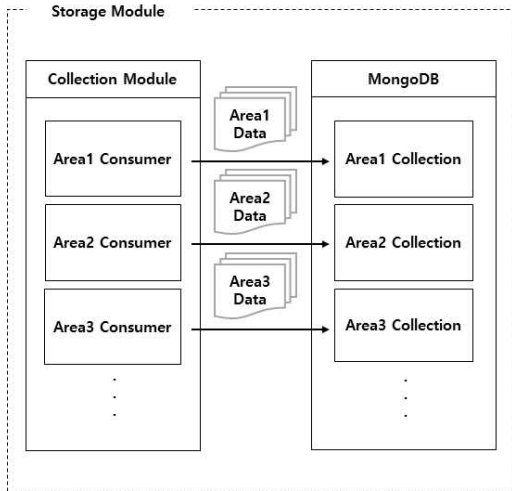 Storage Module
Collection Module
MongoDB
Area1
Data
Area1 Consumer
Area1 Collection
Area2
Data
Area2 Consumer
Area2 Collection
Area3
Data
Area3 Consumer
Area3 Collection
.
.
.
.
.
.